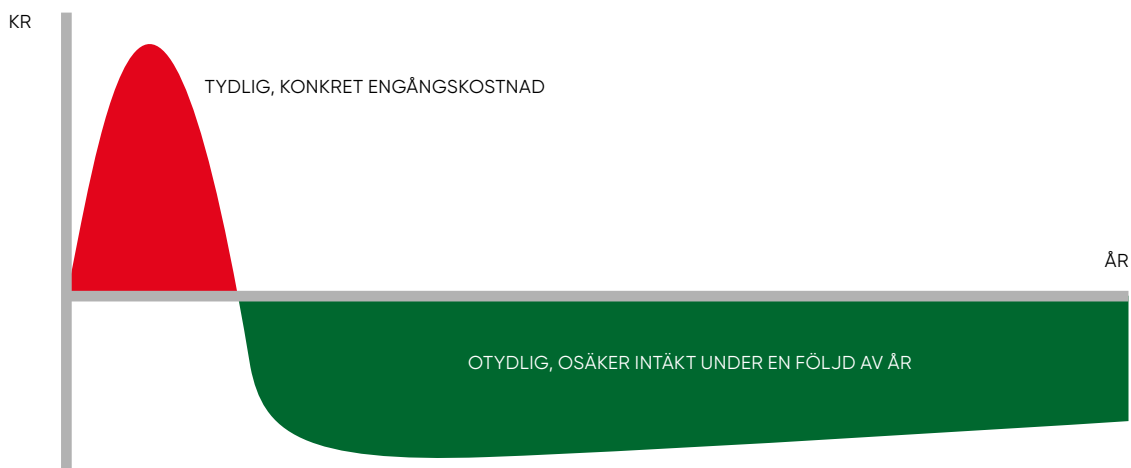 KR
TYDLIG, KONKRET ENGÅNGSKOSTNAD
ÅR
OTYDLIG, OSÄKER INTÄKT UNDER EN FÖLJD AV ÅR